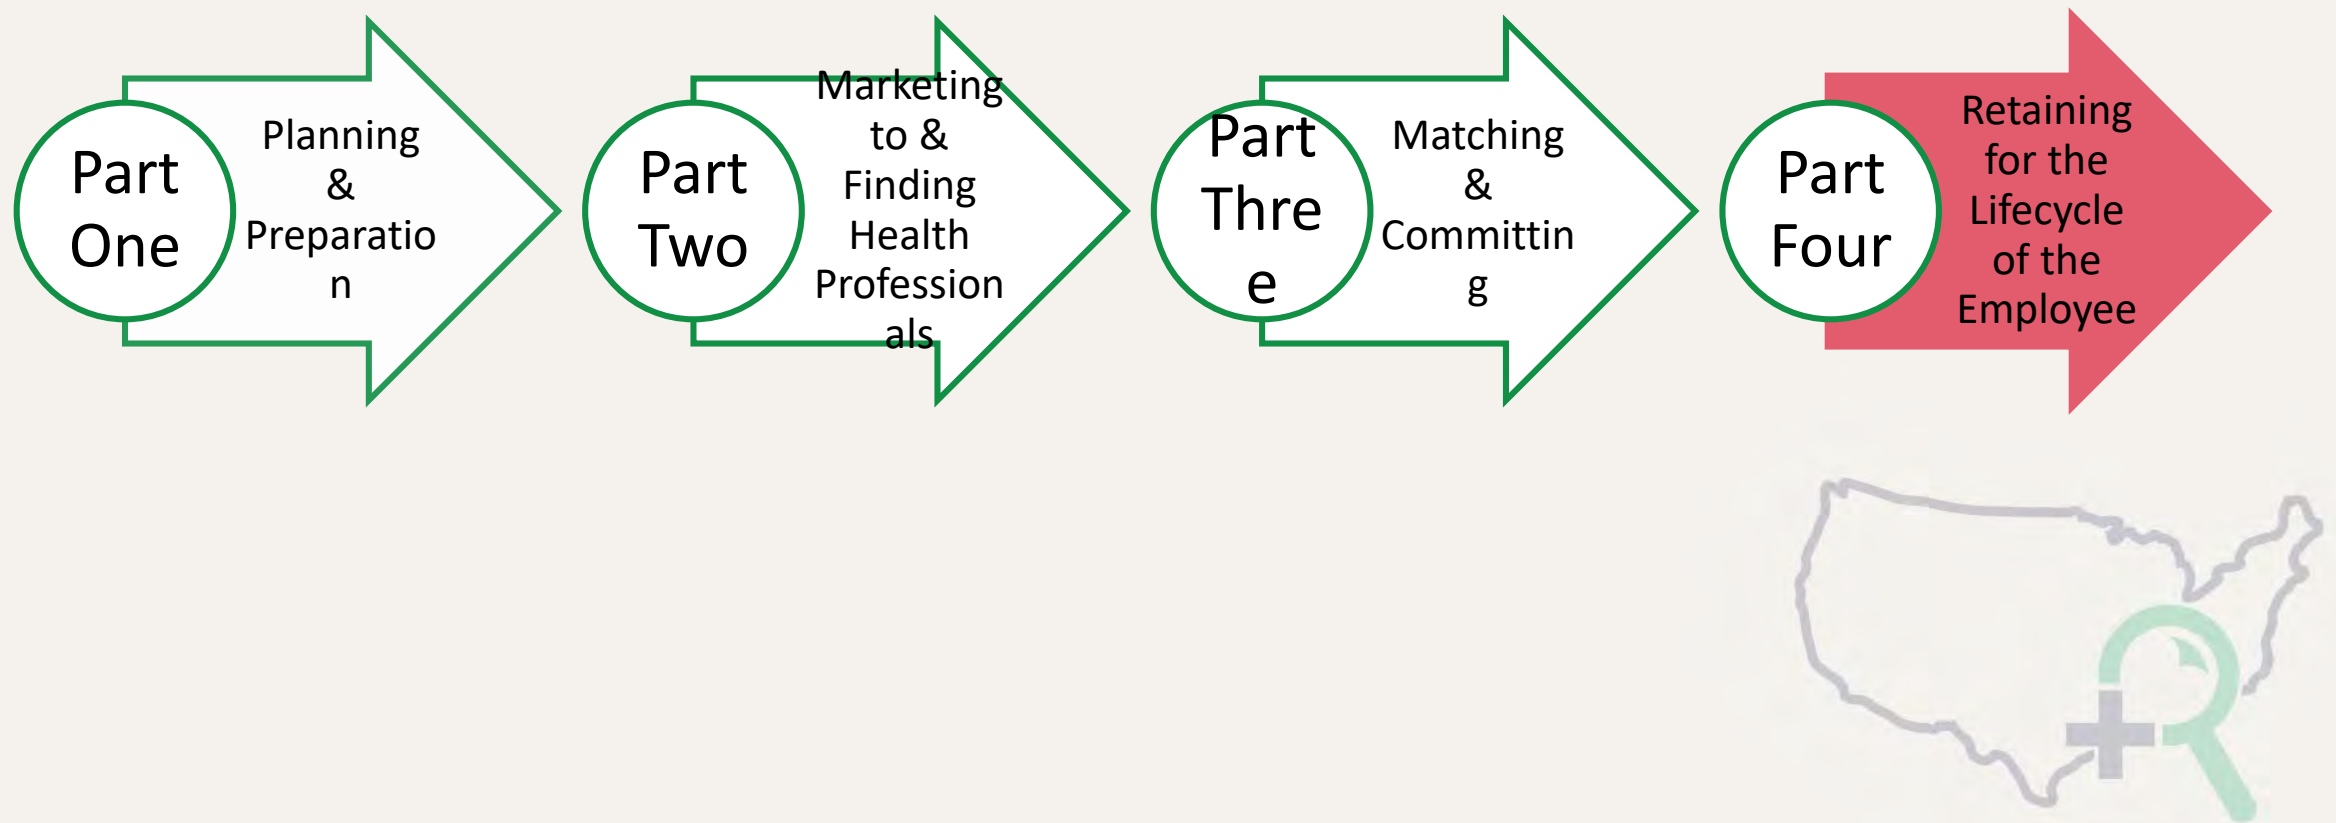 Part
One
Planning
&
Preparatio
n
Part
Two
Marketing
to &
Finding
Health
Profession
als
Part
Thre
e
Matching
&
Committin
g
Part
Four
Retaining
for the
Lifecycle
of the
Employee